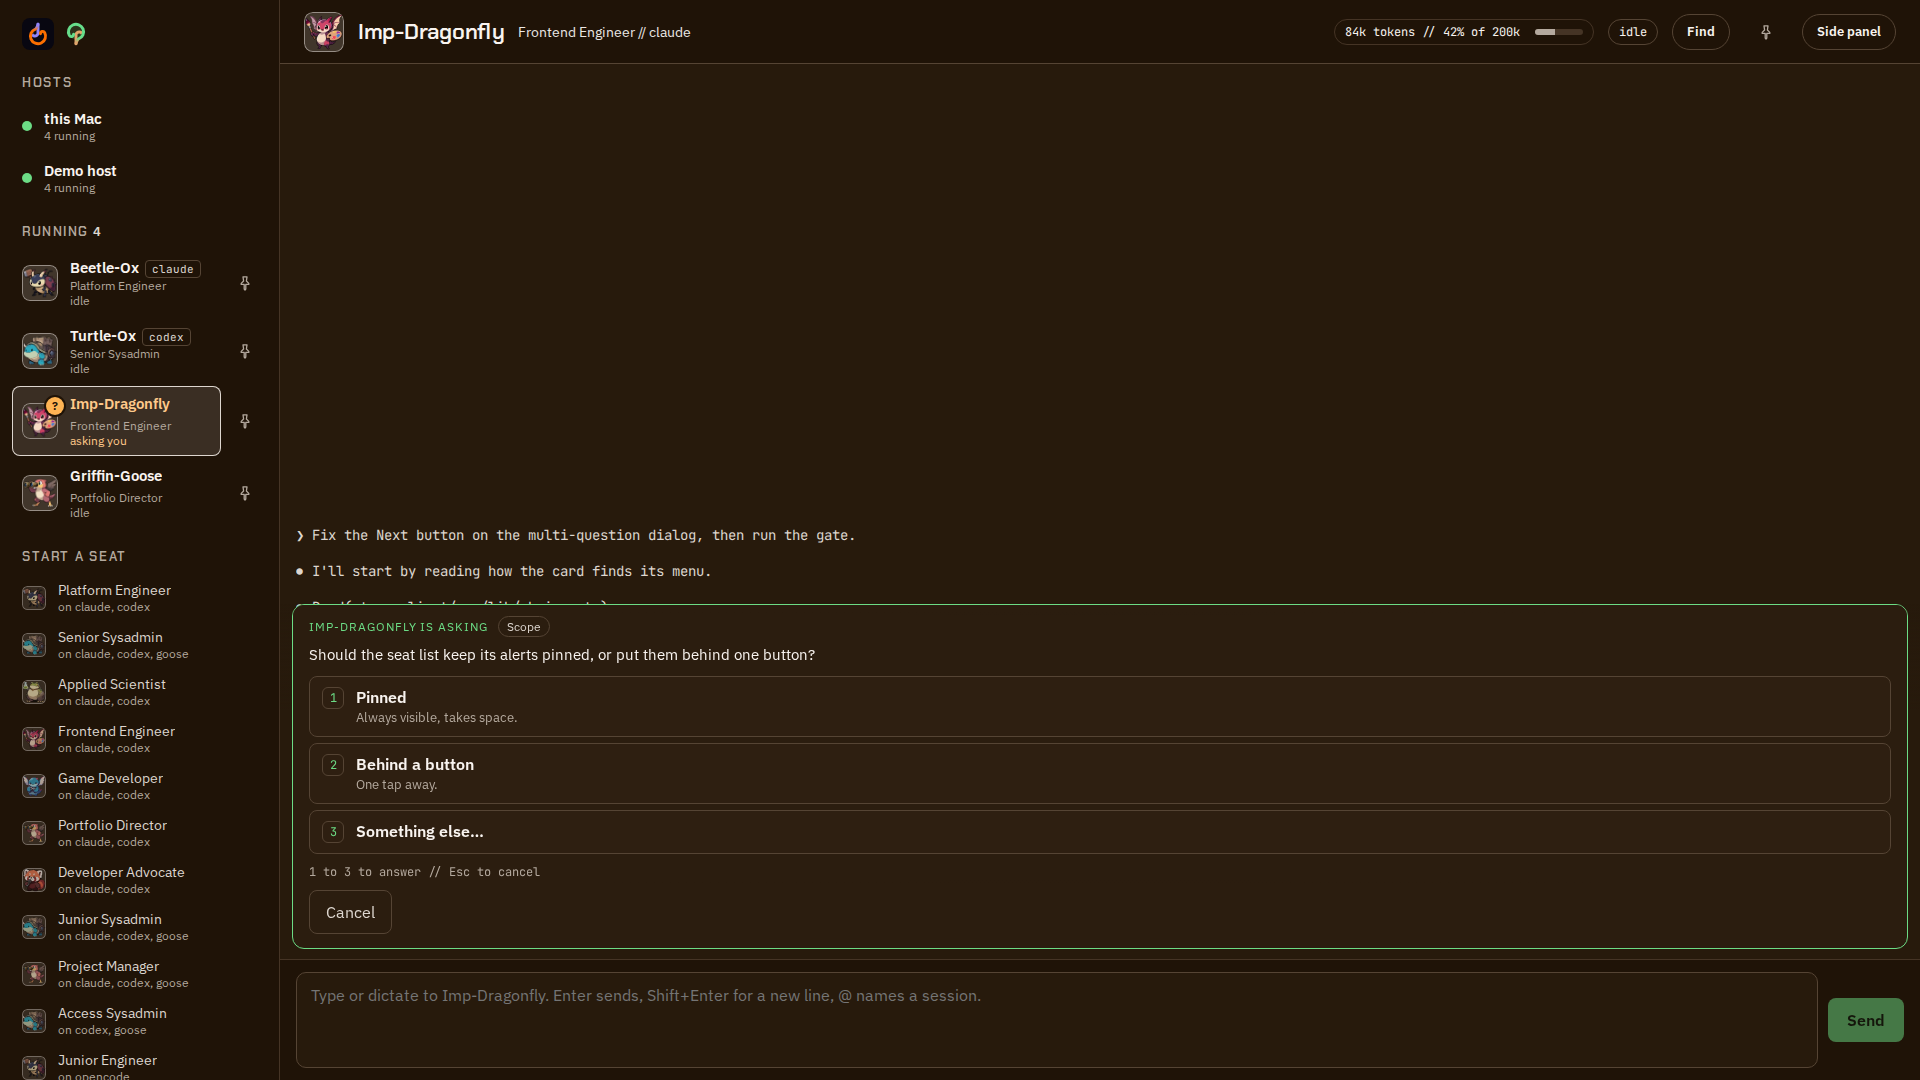 HOSTS
this Mac
4 running
Demo host
4 running
RUNNING 4
Beetle-Ox claude
Platform Engineer
idle
Turtle-Ox codex
Senior Sysadmin
idle
?
Imp-Dragonfly
Frontend Engineer
asking you
Griffin-Goose
Portfolio Director
idle
START A SEAT
Platform Engineer
on claude, codex
Senior Sysadmin
on claude, codex, goose
Applied Scientist
on claude, codex
Frontend Engineer
on claude, codex
Game Developer
on claude, codex
Portfolio Director
on claude, codex
Developer Advocate
on claude, codex
Junior Sysadmin
on claude, codex, goose
Project Manager
on claude, codex, goose
Access Sysadmin
on codex, goose
Junior Engineer
on opencode
Imp-Dragonfly Frontend Engineer // claude
84k tokens // 42% of 200k
idle
Find
Side panel
❯ Fix the Next button on the multi-question dialog, then run the gate.
● I'll start by reading how the card finds its menu.
IMP-DRAGONFLY IS ASKING Scope
Should the seat list keep its alerts pinned, or put them behind one button?
1 Pinned
Always visible, takes space.
2 Behind a button
One tap away.
3 Something else...
1 to 3 to answer // Esc to cancel
Cancel
Type or dictate to Imp-Dragonfly. Enter sends, Shift+Enter for a new line, @ names a session.
Send